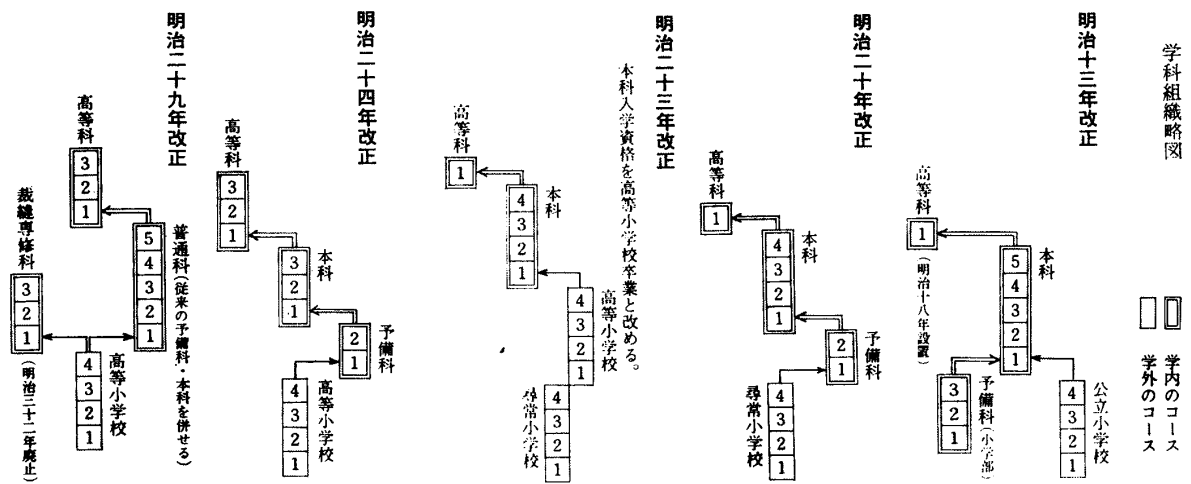 学科組織略図
学内のコース
学外のコース
明治十三年改正
高等科
1
(明治十八年設置)
本科
5
4
3
2
1
予備科(小学部)
3
2
1
公立小学校
4
3
2
1
明治二十年改正
高等科
1
本科
4
3
2
1
予備科
2
1
尋常小学校
4
3
2
1
明治二十三年改正
本科入学資格を高等小学校卒業と改める。
高等科
1
本科
4
3
2
1
高等小学校
4
3
2
1
尋常小学校
4
3
2
1
明治二十四年改正
高等科
3
2
1
本科
3
2
1
予備科
2
1
高等小学校
4
3
2
1
明治二十九年改正
高等科
3
2
1
普通科(従来の予備科・本科を併せる)
5
4
3
2
1
裁縫専修科
3
2
1
(明治三十二年廃止)
高等小学校
4
3
2
1